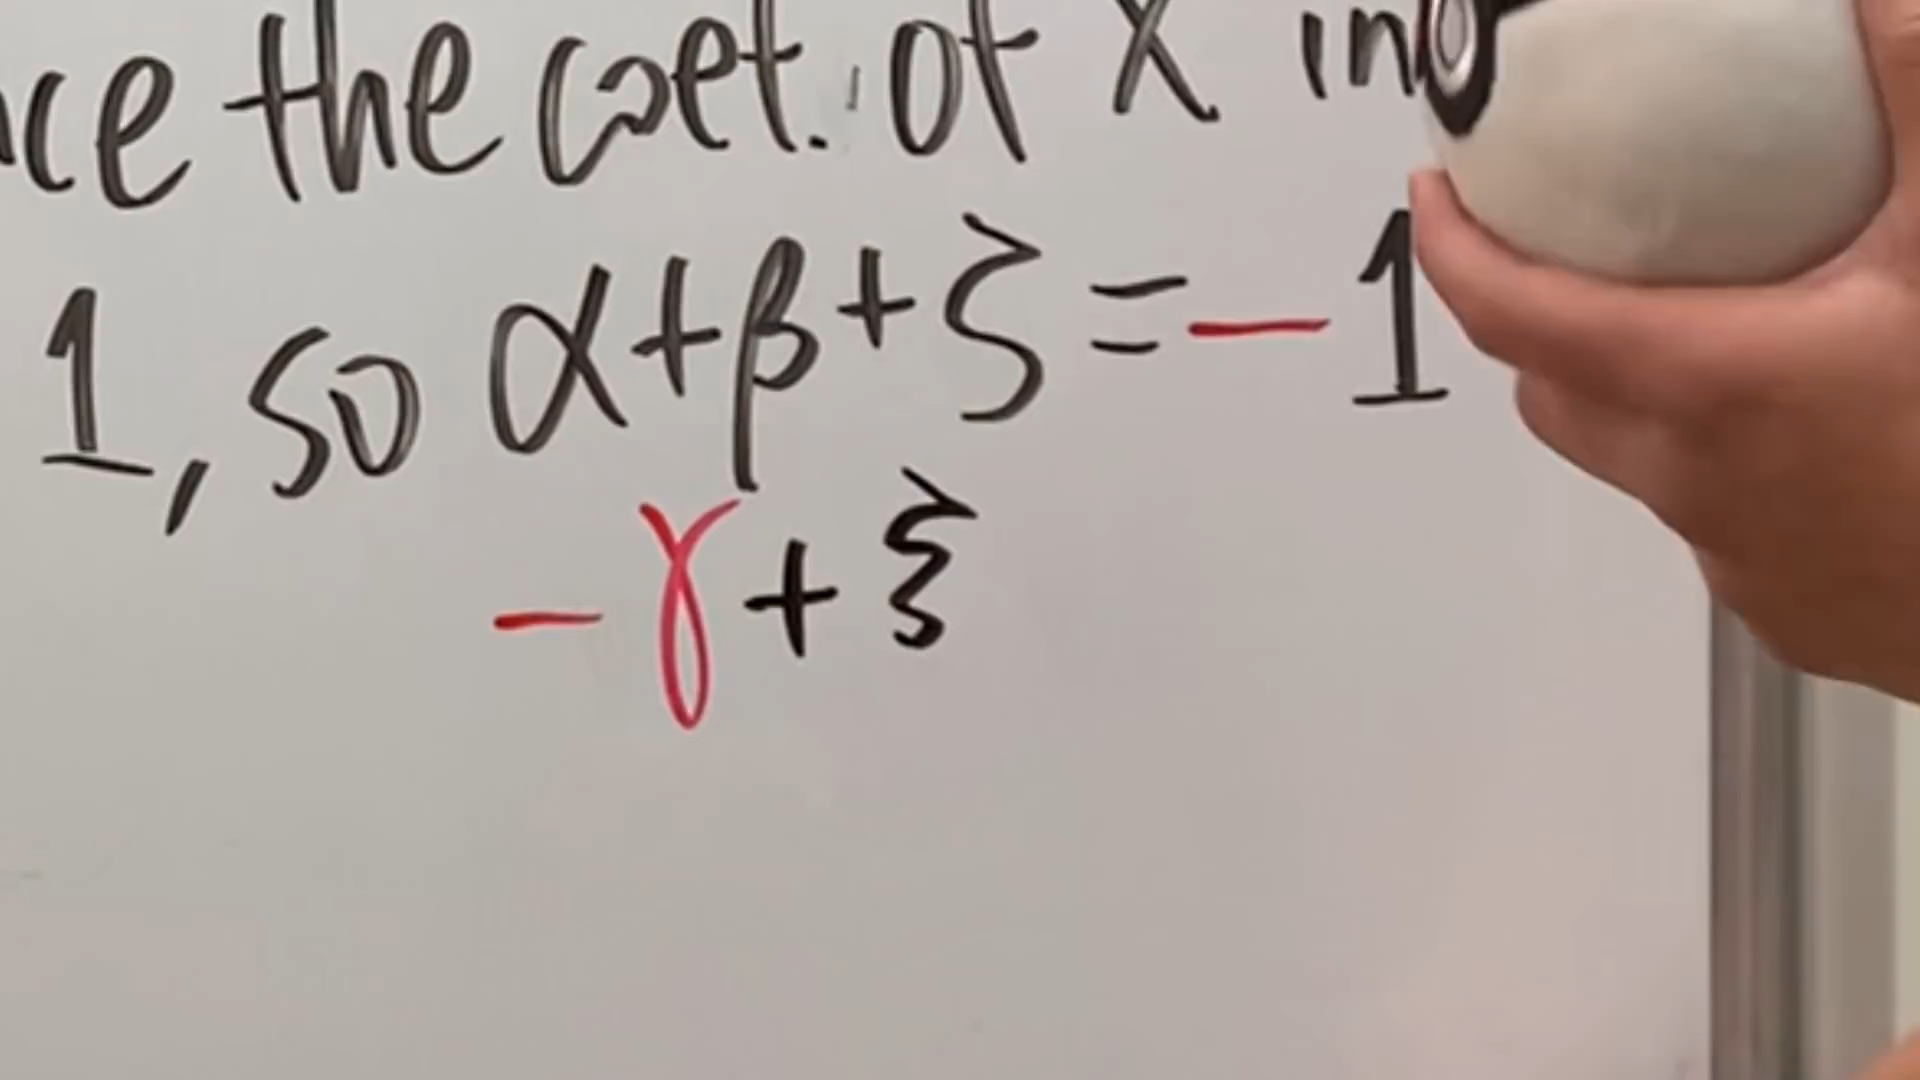 ce the coef. of x in
1, so α+β+ζ=-1
-γ+ξ